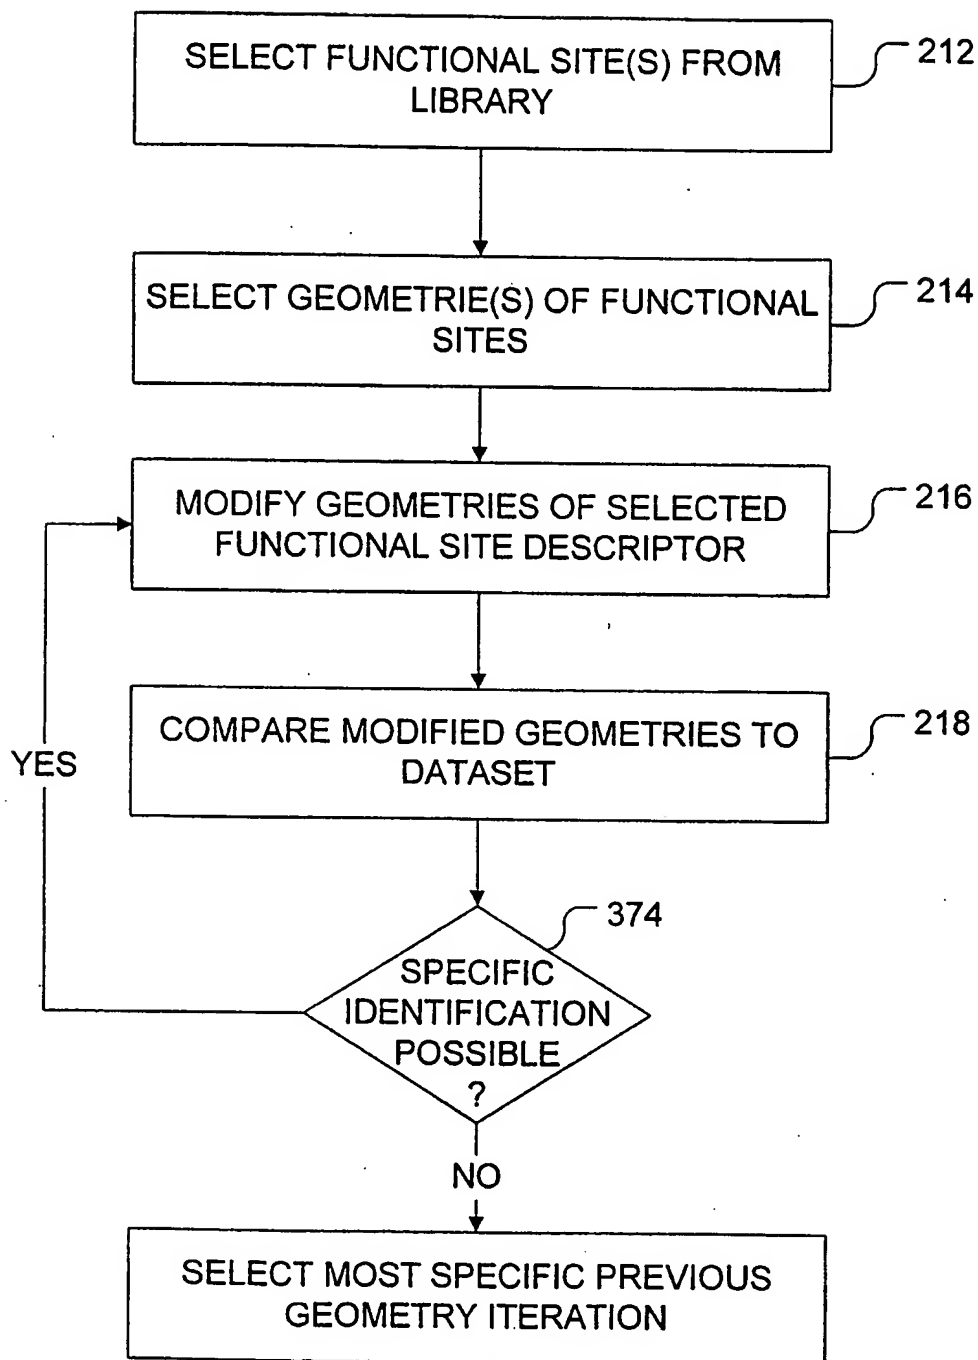 SELECT FUNCTIONAL SITE(S) FROM
LIBRARY
212
SELECT GEOMETRIE(S) OF FUNCTIONAL
SITES
214
MODIFY GEOMETRIES OF SELECTED
FUNCTIONAL SITE DESCRIPTOR
216
COMPARE MODIFIED GEOMETRIES TO
DATASET
218
YES
374
SPECIFIC
IDENTIFICATION
POSSIBLE
?
NO
SELECT MOST SPECIFIC PREVIOUS
GEOMETRY ITERATION